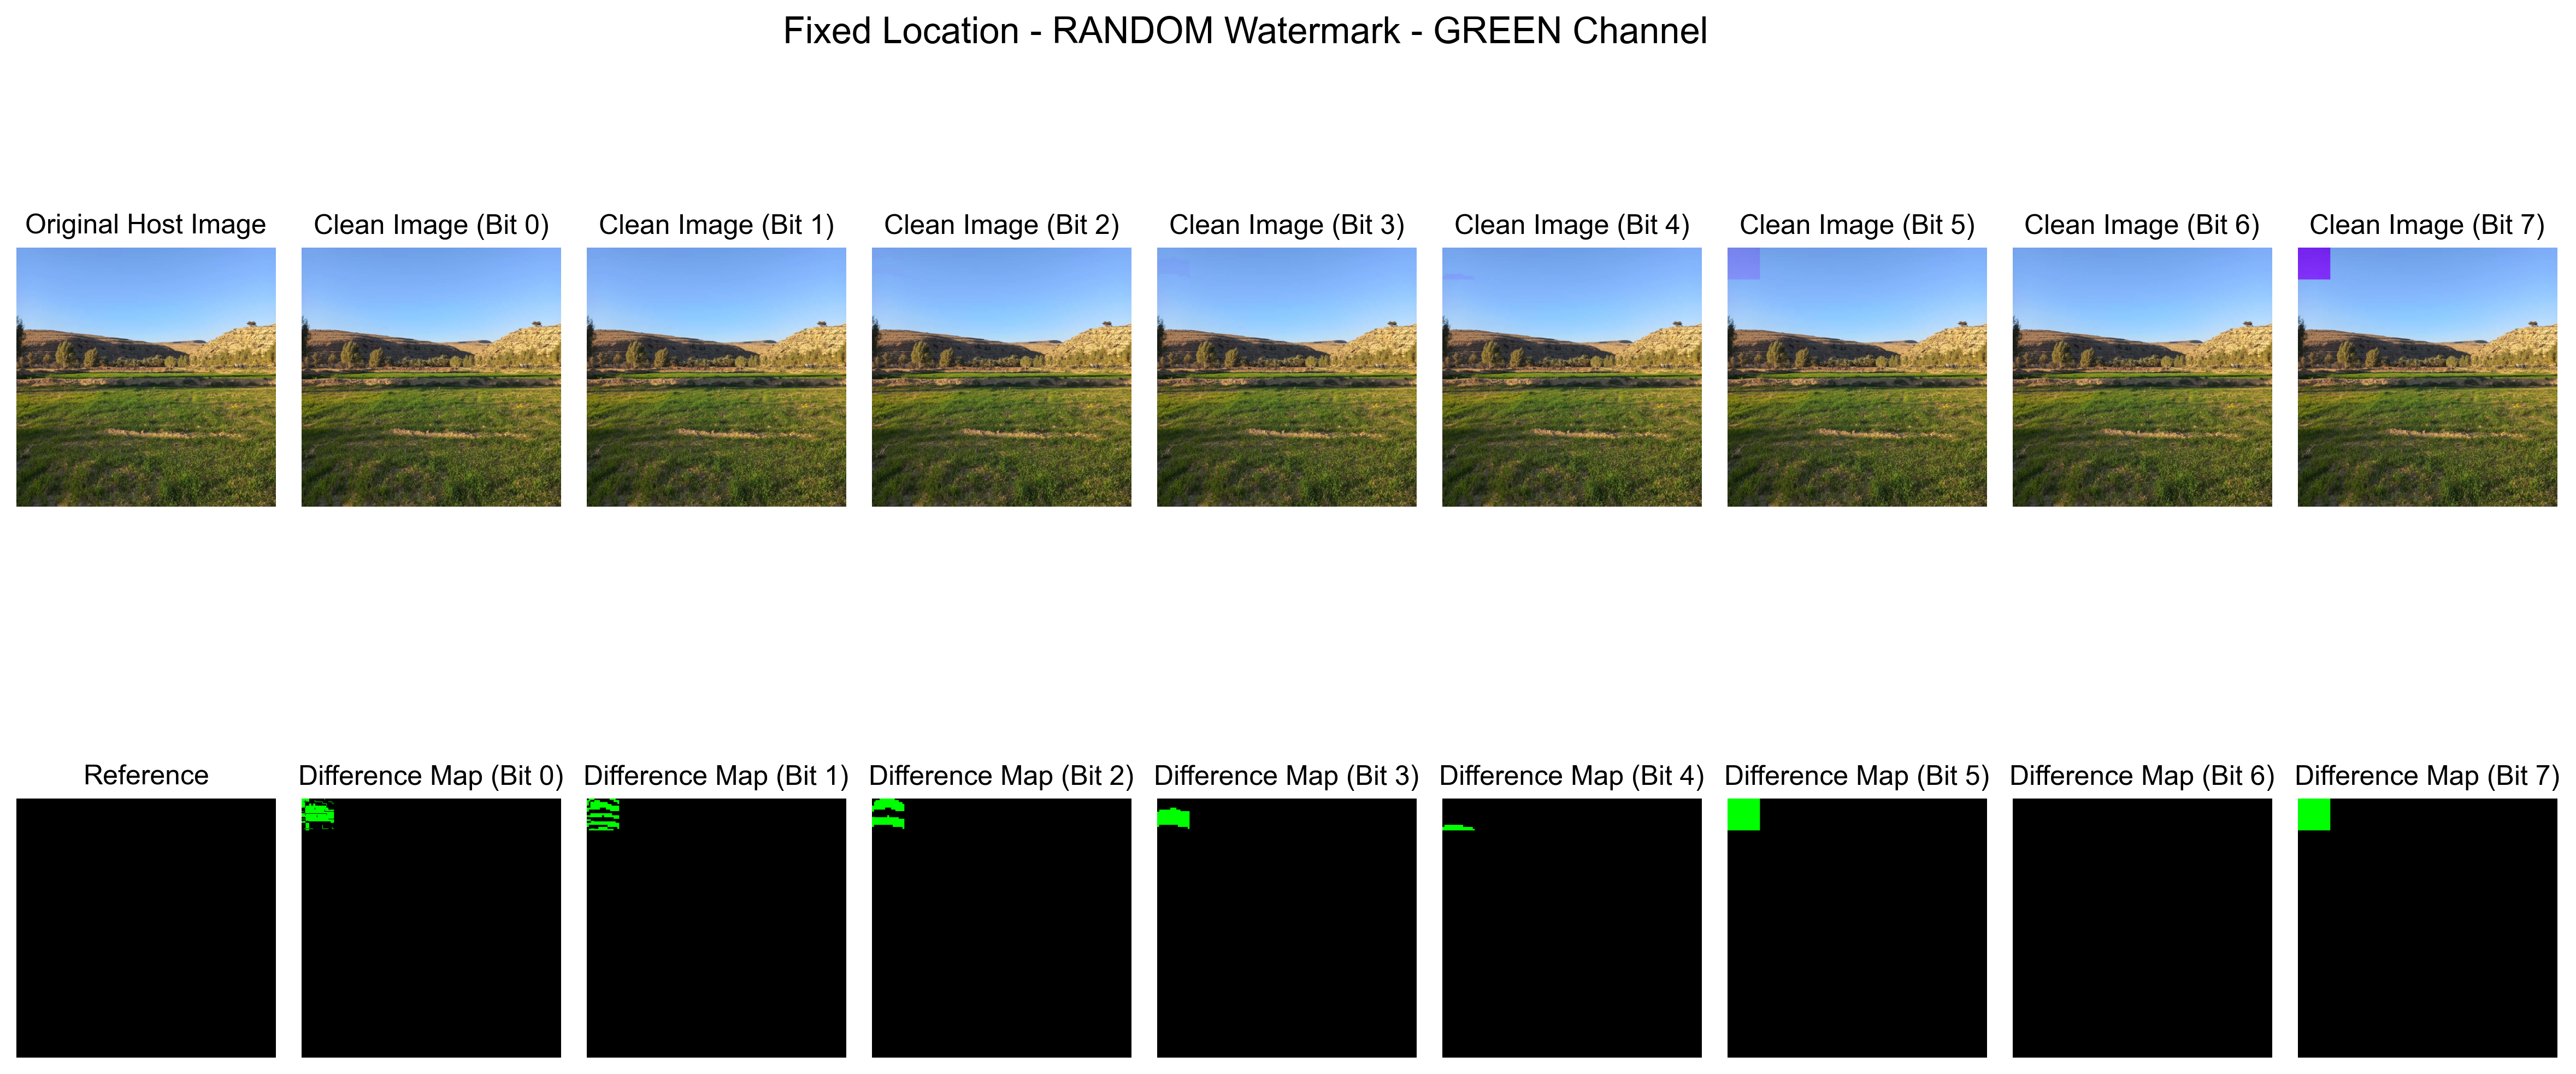 Fixed Location - RANDOM Watermark - GREEN Channel
Original Host Image
Clean Image (Bit 0)
Clean Image (Bit 1)
Clean Image (Bit 2)
Clean Image (Bit 3)
Clean Image (Bit 4)
Clean Image (Bit 5)
Clean Image (Bit 6)
Clean Image (Bit 7)
Reference
Difference Map (Bit 0)
Difference Map (Bit 1)
Difference Map (Bit 2)
Difference Map (Bit 3)
Difference Map (Bit 4)
Difference Map (Bit 5)
Difference Map (Bit 6)
Difference Map (Bit 7)